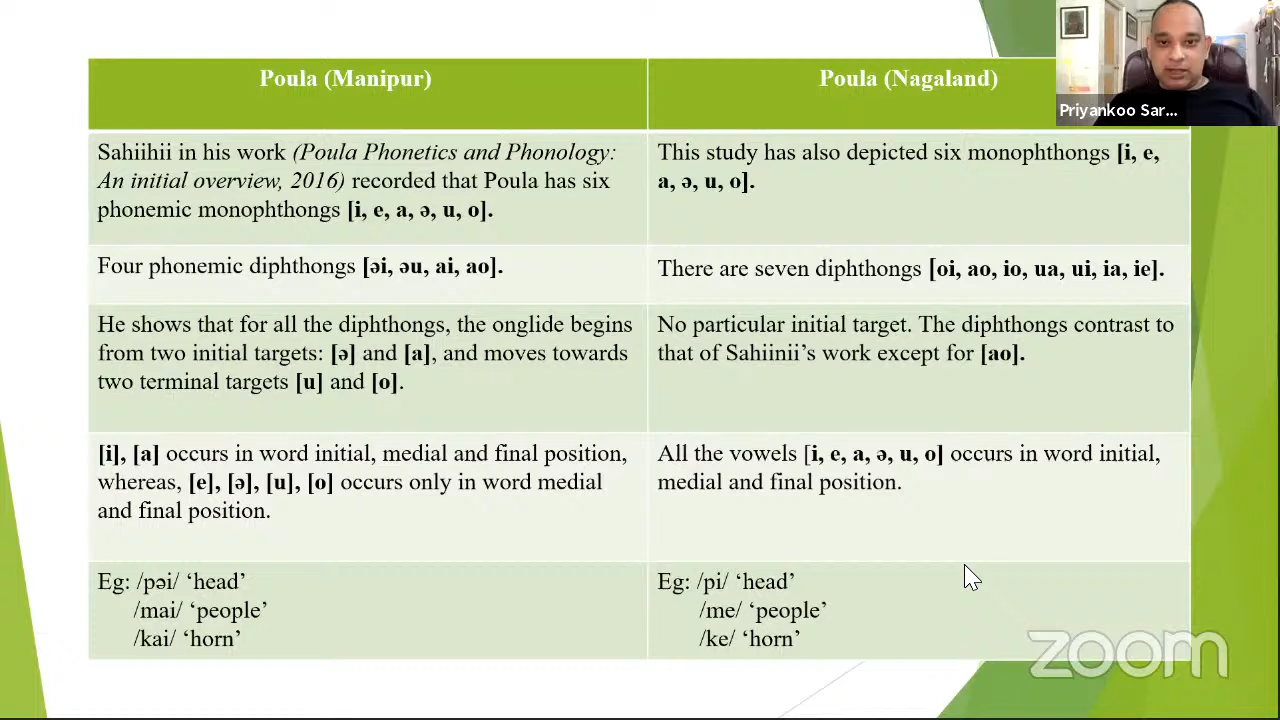 Poula (Manipur)
Poula (Nagaland)
Priyankoo Sar...
Sahiihii in his work (Poula Phonetics and Phonology:
An initial overview, 2016) recorded that Poula has six
phonemic monophthongs [i, e, a, ə, u, o].
This study has also depicted six monophthongs [i, e,
a, ə, u, o].
Four phonemic diphthongs [əi, əu, ai, ao].
There are seven diphthongs [oi, ao, io, ua, ui, ia, ie].
He shows that for all the diphthongs, the onglide begins
from two initial targets: [ə] and [a], and moves towards
two terminal targets [u] and [o].
No particular initial target. The diphthongs contrast to
that of Sahiinii’s work except for [ao].
[i], [a] occurs in word initial, medial and final position,
whereas, [e], [ə], [u], [o] occurs only in word medial
and final position.
All the vowels [i, e, a, ə, u, o] occurs in word initial,
medial and final position.
Eg: /pəi/ ‘head’
/mai/ ‘people’
/kai/ ‘horn’
Eg: /pi/ ‘head’
/me/ ‘people’
/ke/ ‘horn’
zoom